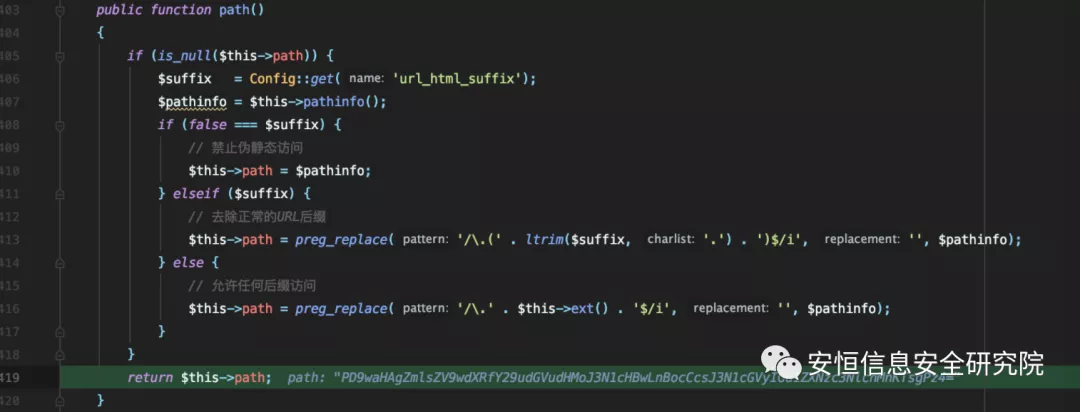 403 public function path()
404 {
405 if (is_null($this->path)) {
406 $suffix = Config::get( name: 'url_html_suffix');
407 $pathinfo = $this->pathinfo();
408 if (false === $suffix) {
409 // 禁止伪静态访问
410 $this->path = $pathinfo;
411 } elseif ($suffix) {
412 // 去除正常的URL后缀
413 $this->path = preg_replace( pattern: '/\.(' . ltrim($suffix, charlist: '.') . ')$/i', replacement: '', $pathinfo);
414 } else {
415 // 允许任何后缀访问
416 $this->path = preg_replace( pattern: '/\.' . $this->ext() . '$/i', replacement: '', $pathinfo);
417 }
418 }
419 return $this->path; path:
420 }
安恒信息安全研究院